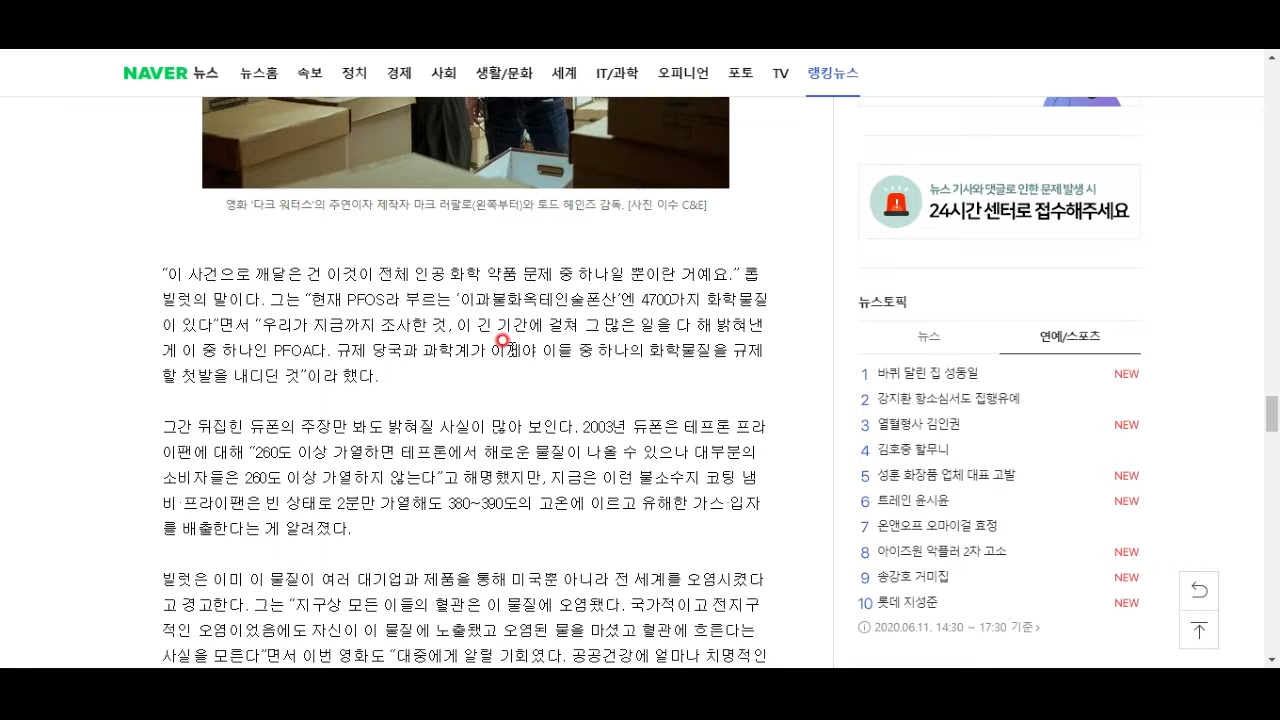 NAVER 뉴스 뉴스홈 속보 정치 경제 사회 생활/문화 세계 IT/과학 오피니언 포토 TV 랭킹뉴스
영화 '다크 워터스'의 주연이자 제작자 마크 러팔로(왼쪽부터)와 토드 헤인즈 감독. [사진 이수 C&E]
“이 사건으로 깨달은 건 이것이 전체 인공 화학 약품 문제 중 하나일 뿐이란 거예요.” 롭
빌럿의 말이다. 그는 “현재 PFOS라 부르는 ‘이과불화옥테인술폰산’엔 4700가지 화학물질
이 있다”면서 “우리가 지금까지 조사한 것, 이 긴 기간에 걸쳐 그 많은 일을 다 해 밝혀낸
게 이 중 하나인 PFOA다. 규제 당국과 과학계가 이제야 이들 중 하나의 화학물질을 규제
할 첫발을 내디딘 것”이라 했다.
그간 뒤집힌 듀폰의 주장만 봐도 밝혀질 사실이 많아 보인다. 2003년 듀폰은 테프론 프라
이팬에 대해 “260도 이상 가열하면 테프론에서 해로운 물질이 나올 수 있으나 대부분의
소비자들은 260도 이상 가열하지 않는다”고 해명했지만, 지금은 이런 불소수지 코팅 냄
비·프라이팬은 빈 상태로 2분만 가열해도 380~390도의 고온에 이르고 유해한 가스·입자
를 배출한다는 게 알려졌다.
빌럿은 이미 이 물질이 여러 대기업과 제품을 통해 미국뿐 아니라 전 세계를 오염시켰다
고 경고한다. 그는 “지구상 모든 이들의 혈관은 이 물질에 오염됐다. 국가적이고 전지구
적인 오염이었음에도 자신이 이 물질에 노출됐고 오염된 물을 마셨고 혈관에 흐른다는
사실을 모른다”면서 이번 영화도 “대중에게 알릴 기회였다. 공공건강에 얼마나 치명적인
뉴스 기사와 댓글로 인한 문제 발생 시
24시간 센터로 접수해주세요
뉴스토픽
뉴스 연예/스포츠
1 바퀴 달린 집 성동일 NEW
2 강지환 항소심서도 집행유예
3 열혈형사 김인권 NEW
4 김호중 할무니
5 성훈 화장품 업체 대표 고발 NEW
6 트레인 윤시윤 NEW
7 온앤오프 오마이걸 효정
8 아이즈원 악플러 2차 고소 NEW
9 송강호 거미집 NEW
10 롯데 지성준 NEW
2020.06.11. 14:30 ~ 17:30 기준